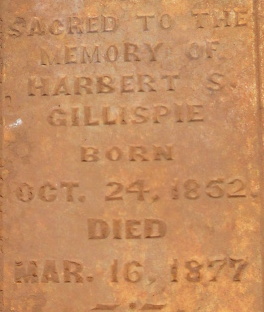 SACRED TO THE
MEMORY OF
HARBERT S.
GILLISPIE
BORN
OCT. 24, 1852.
DIED
MAR. 16, 1877